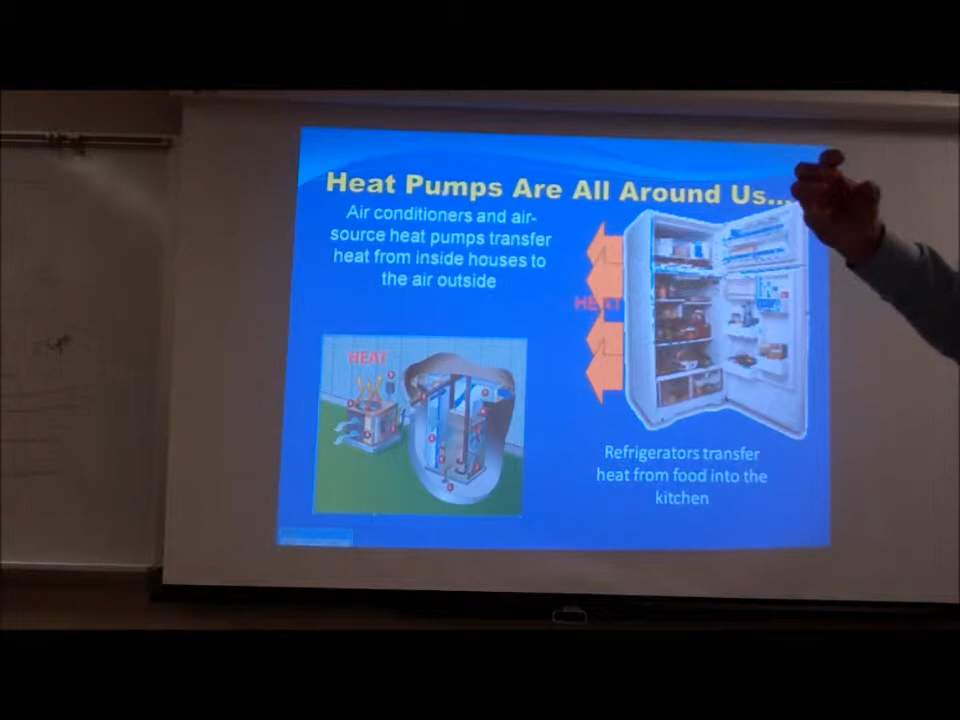 Heat Pumps Are All Around Us...
Air conditioners and air-
source heat pumps transfer
heat from inside houses to
the air outside
HEAT
HEAT
Refrigerators transfer
heat from food into the
kitchen